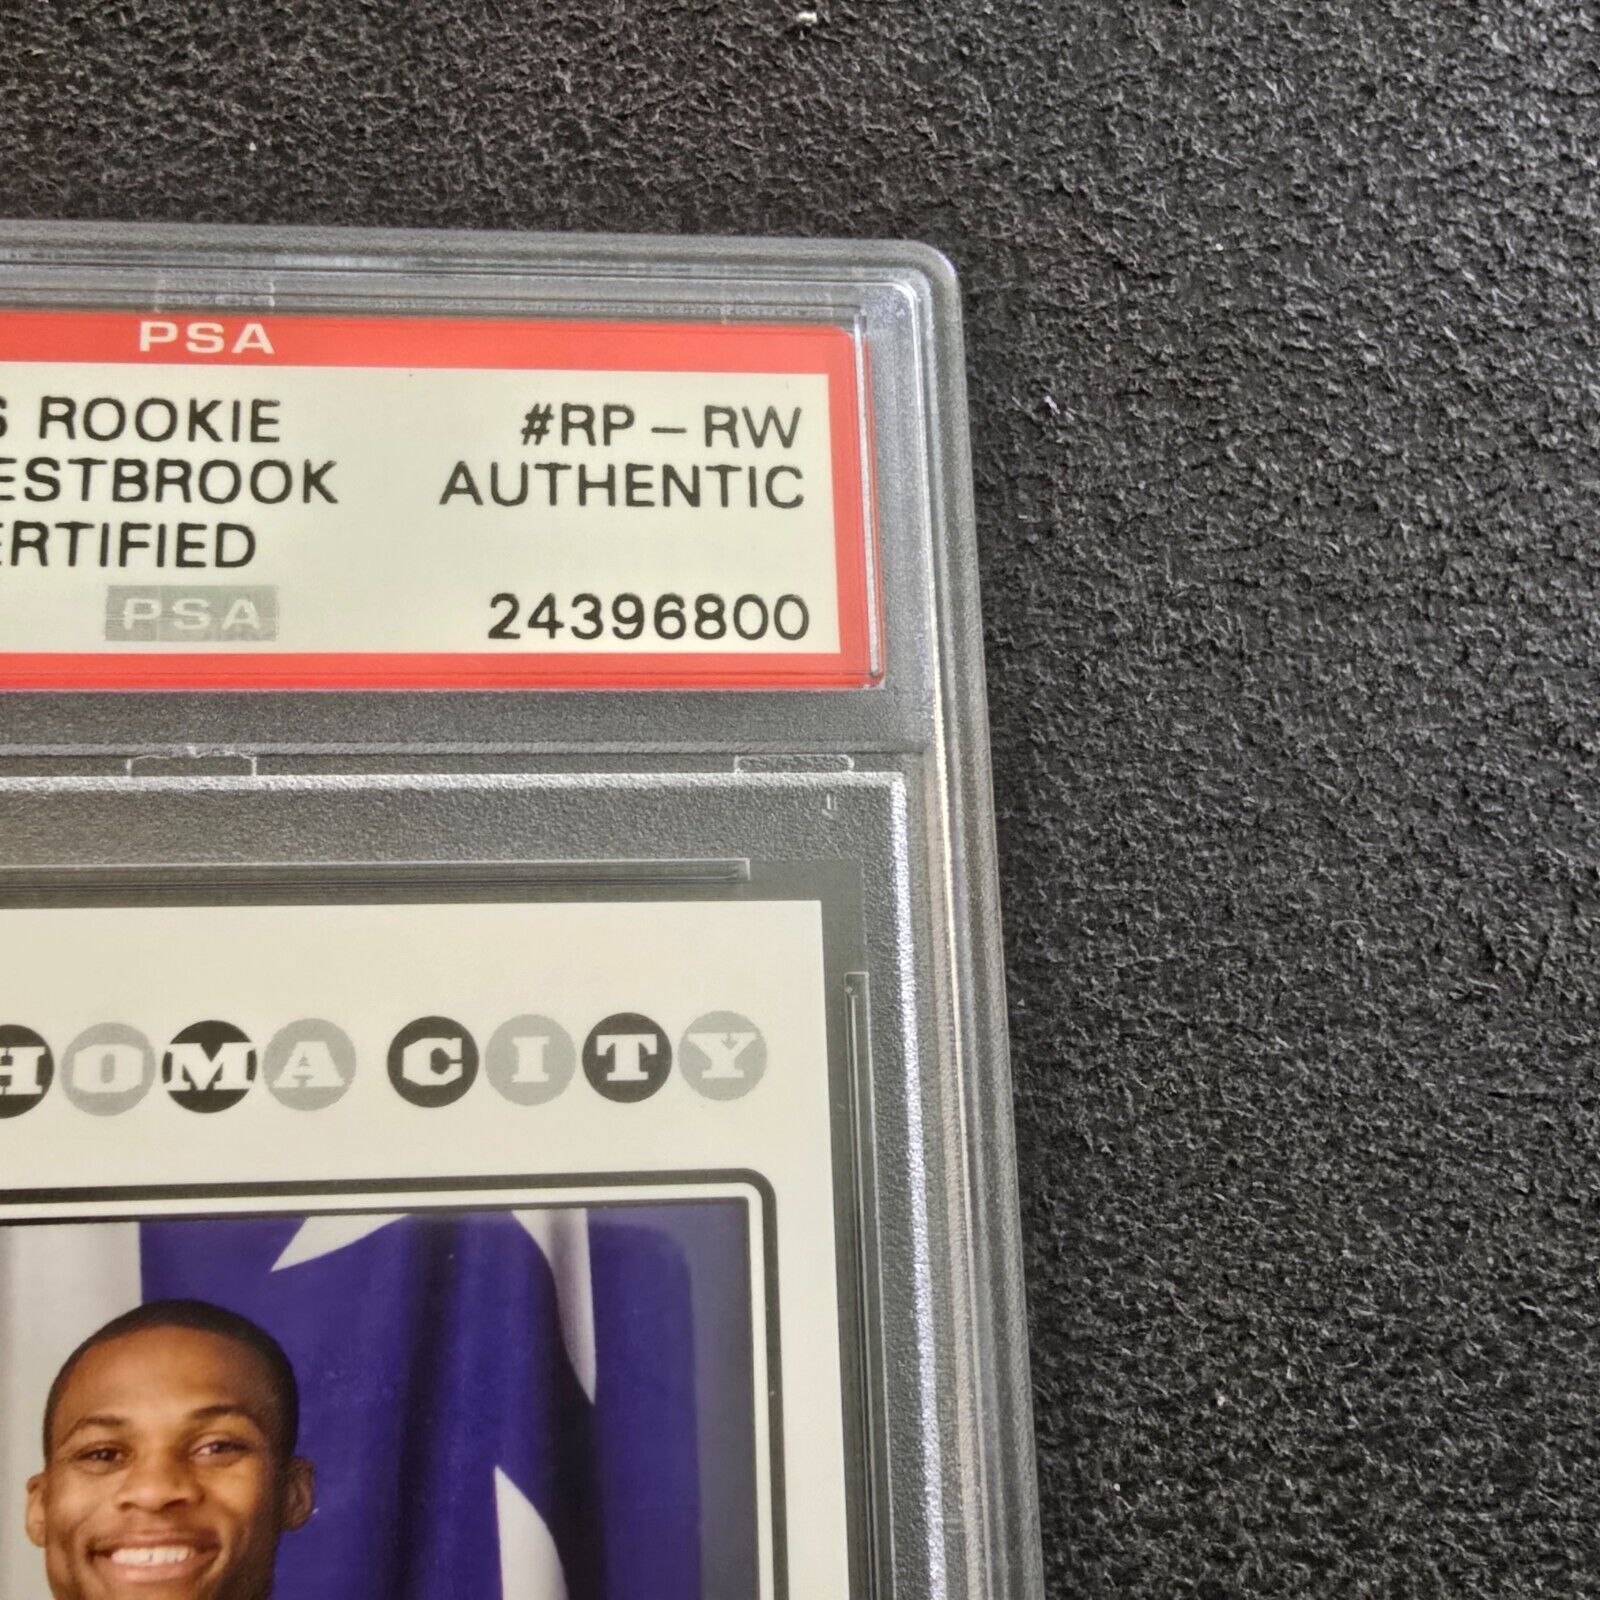 PSA
S ROOKIE #RP-RW
ESTBROOK AUTHENTIC
ERTIFIED
PSA 24396800
HOMA CITY